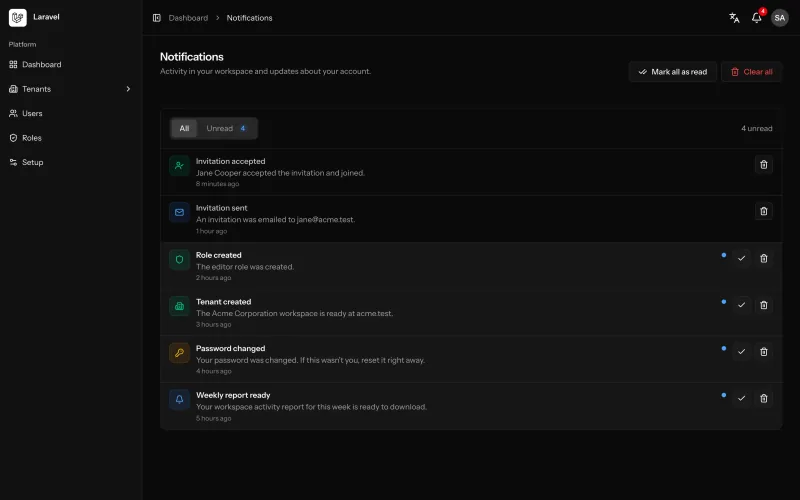 Laravel
Platform
Dashboard
Tenants
Users
Roles
Setup
Dashboard > Notifications
4
SA
Notifications
Activity in your workspace and updates about your account.
Mark all as read
Clear all
All
Unread 4
4 unread
Invitation accepted
Jane Cooper accepted the invitation and joined.
8 minutes ago
Invitation sent
An invitation was emailed to jane@acme.test.
1 hour ago
Role created
The editor role was created.
2 hours ago
Tenant created
The Acme Corporation workspace is ready at acme.test.
3 hours ago
Password changed
Your password was changed. If this wasn't you, reset it right away.
4 hours ago
Weekly report ready
Your workspace activity report for this week is ready to download.
5 hours ago